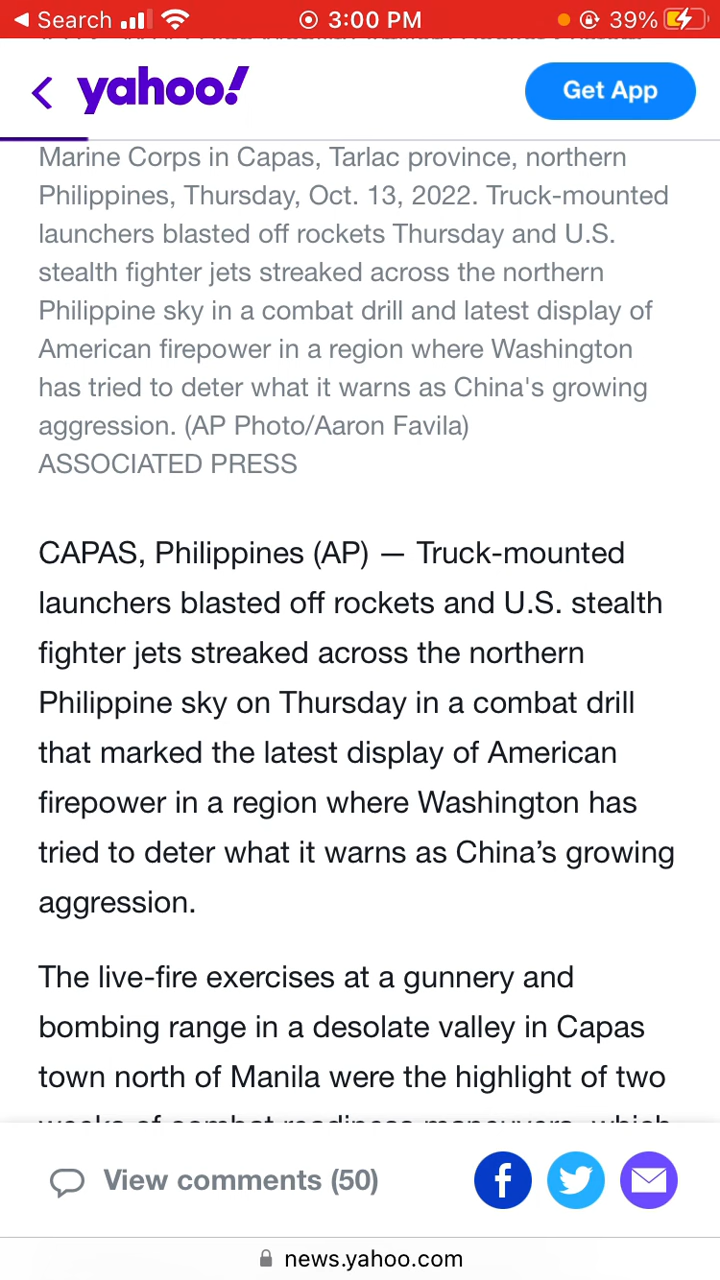 Search 3:00 PM 39%
yahoo!
Get App
Marine Corps in Capas, Tarlac province, northern
Philippines, Thursday, Oct. 13, 2022. Truck-mounted
launchers blasted off rockets Thursday and U.S.
stealth fighter jets streaked across the northern
Philippine sky in a combat drill and latest display of
American firepower in a region where Washington
has tried to deter what it warns as China's growing
aggression. (AP Photo/Aaron Favila)
ASSOCIATED PRESS
CAPAS, Philippines (AP) — Truck-mounted
launchers blasted off rockets and U.S. stealth
fighter jets streaked across the northern
Philippine sky on Thursday in a combat drill
that marked the latest display of American
firepower in a region where Washington has
tried to deter what it warns as China’s growing
aggression.
The live-fire exercises at a gunnery and
bombing range in a desolate valley in Capas
town north of Manila were the highlight of two
weeks of combat readiness maneuvers, which
View comments (50)
news.yahoo.com